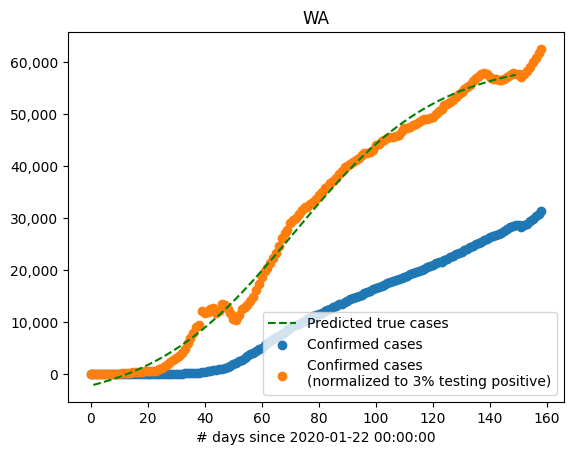 WA
60,000
50,000
40,000
30,000
20,000
10,000
0
Predicted true cases
Confirmed cases
Confirmed cases
(normalized to 3% testing positive)
0 20 40 60 80 100 120 140 160
# days since 2020-01-22 00:00:00